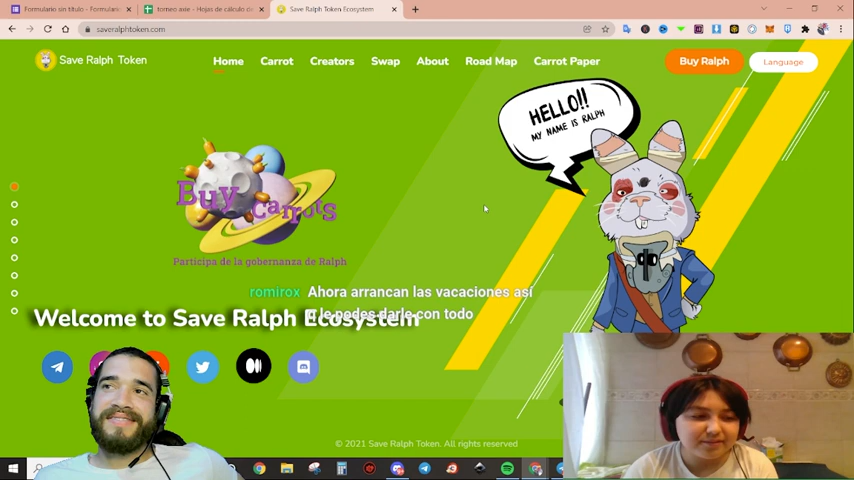 Formulario sin título - Formulario
torneo axie - Hojas de cálculo d
Save Ralph Token Ecosystem
saveralphtoken.com
Save Ralph Token
Home
Carrot
Creators
Swap
About
Road Map
Carrot Paper
Buy Ralph
Language
HELLO!!
MY NAME IS RALPH
Buy
Carrots
Participa de la gobernanza de Ralph
romirox Ahora arrancan las vacaciones asi
le podes darle con todo
Welcome to Save Ralph Ecosystem
© 2021 Save Ralph Token. All rights reserved